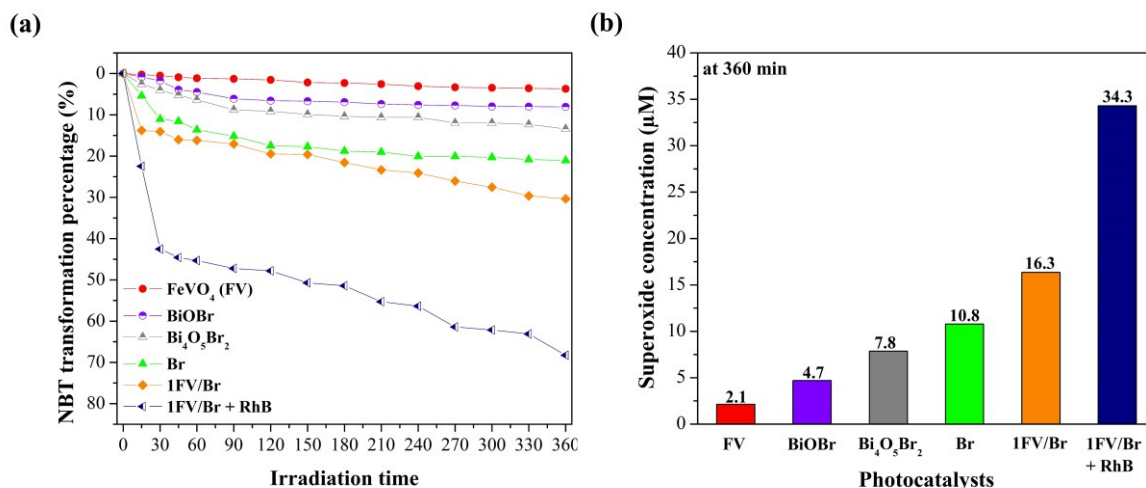 (a)
NBT transformation percentage (%)
0
10
20
30
40
50
60
70
80
FeVO₄ (FV)
BiOBr
Bi₄O₅Br₂
Br
1FV/Br
1FV/Br + RhB
0 30 60 90 120 150 180 210 240 270 300 330 360
Irradiation time
(b)
at 360 min
Superoxide concentration (µM)
40
35
30
25
20
15
10
5
0
2.1
4.7
7.8
10.8
16.3
34.3
FV BiOBr Bi₄O₅Br₂ Br 1FV/Br 1FV/Br
+ RhB
Photocatalysts